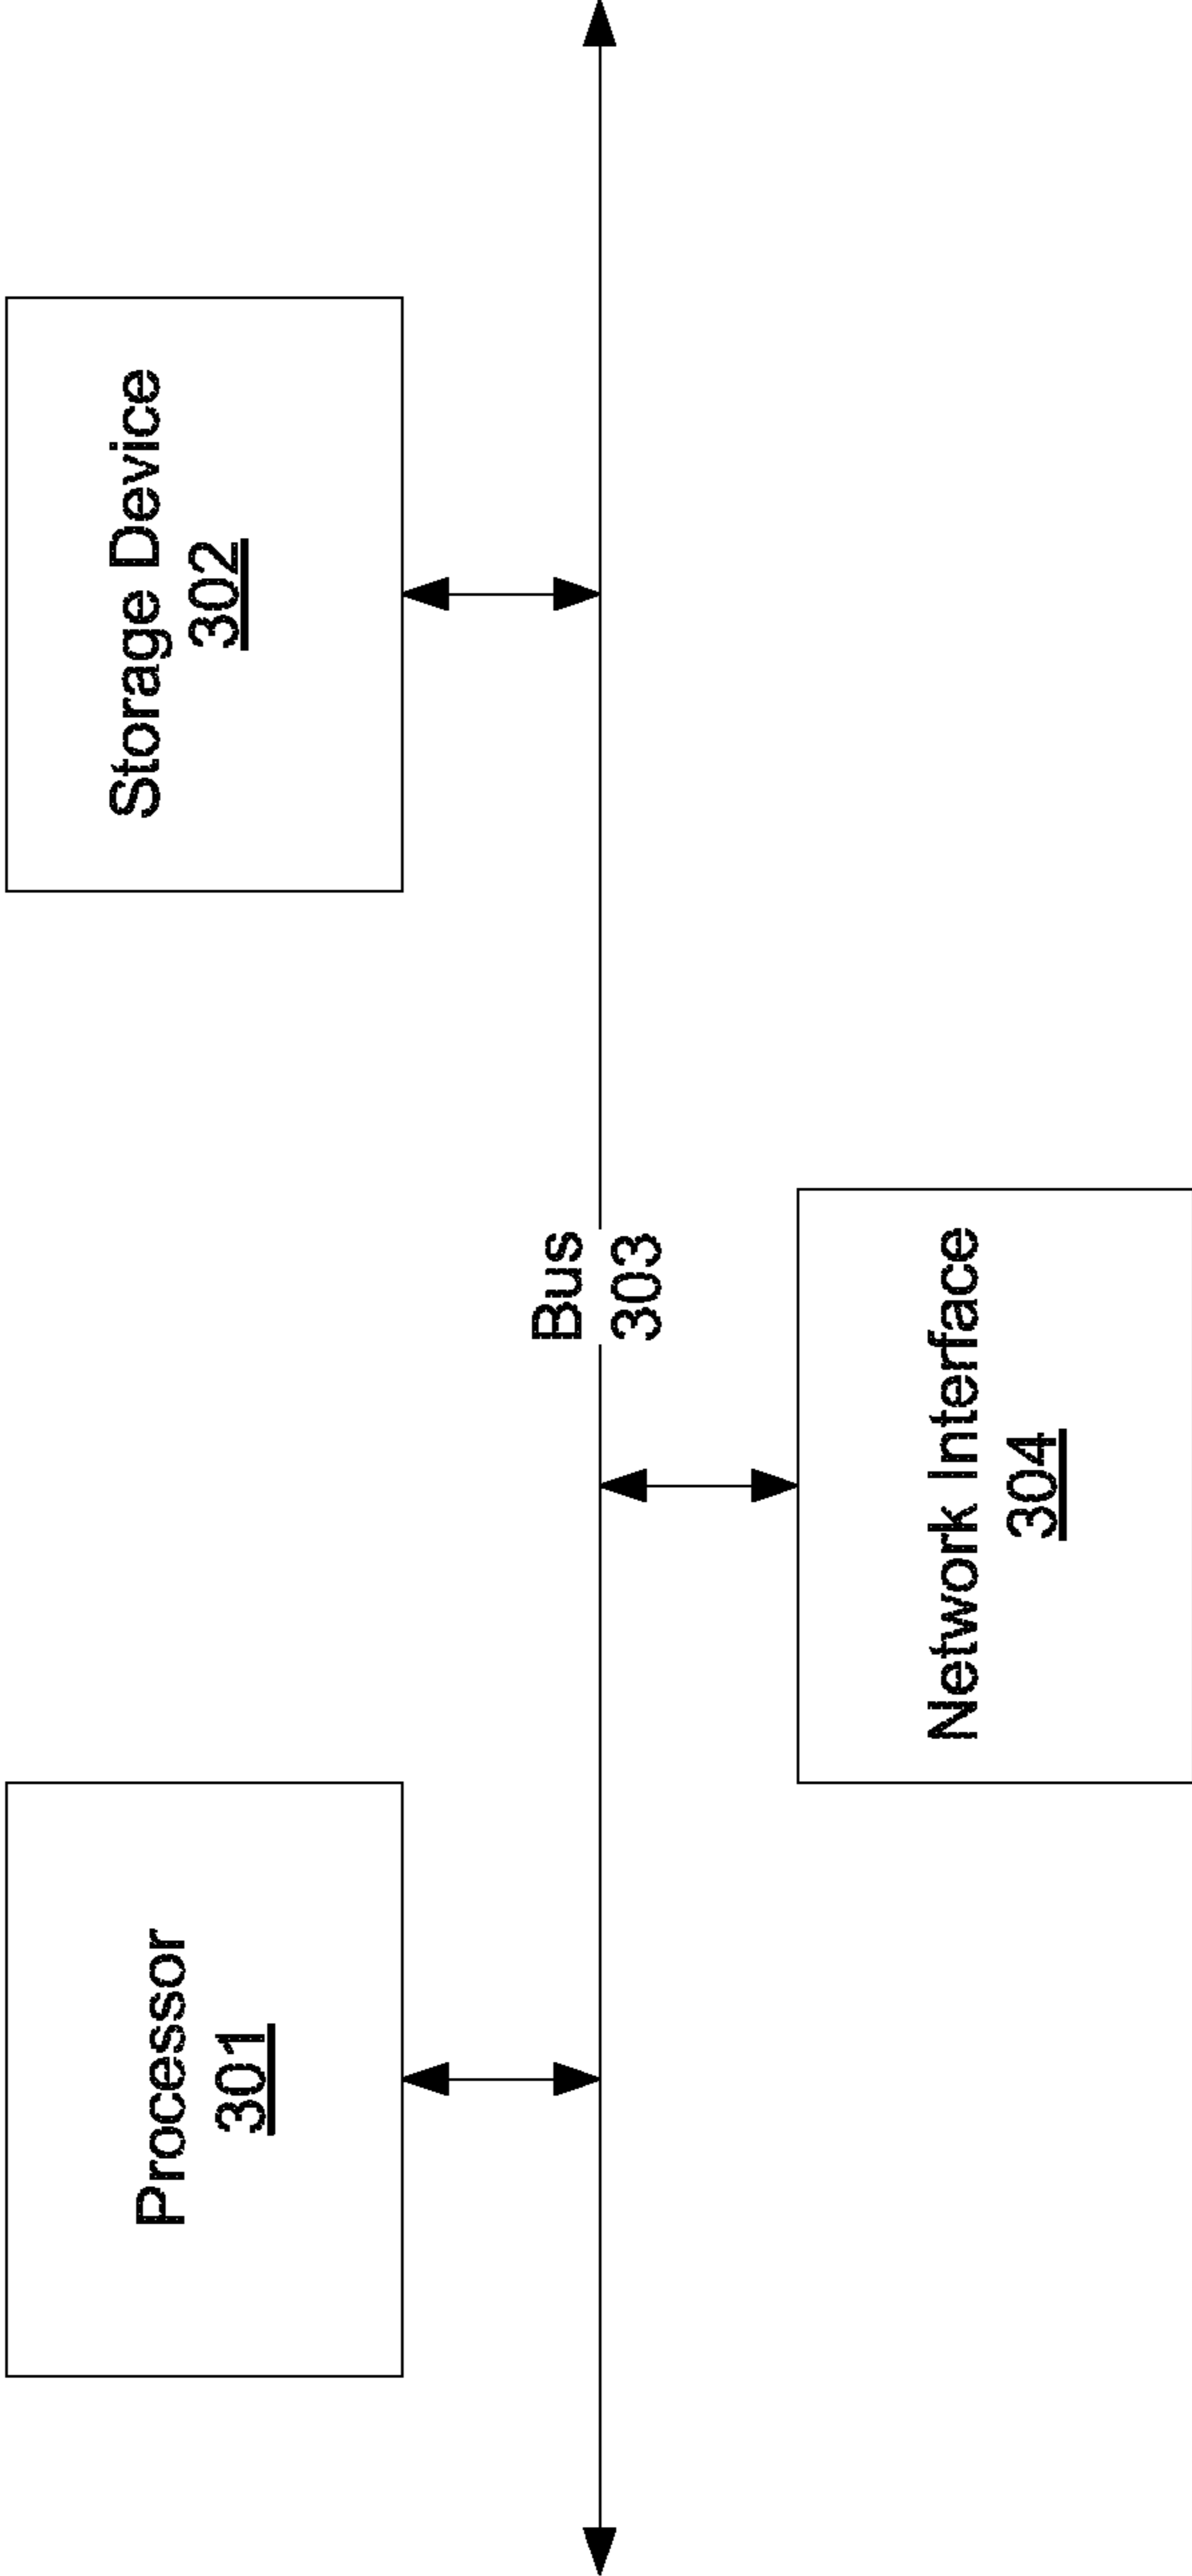 Processor
301
Storage Device
302
Bus
303
Network Interface
304